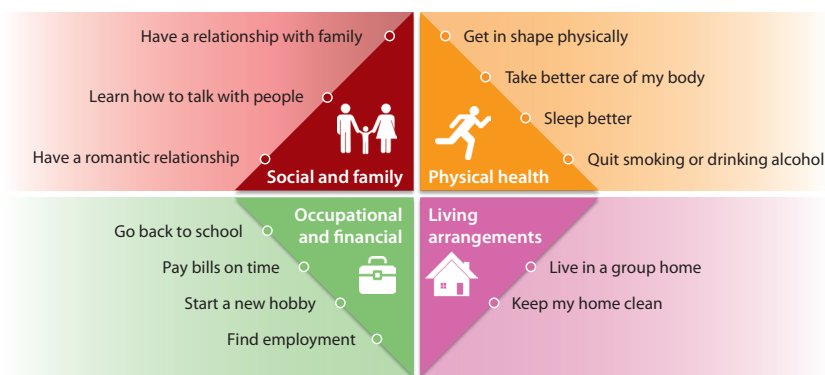 Have a relationship with family
Learn how to talk with people
Have a romantic relationship
Social and family
Get in shape physically
Take better care of my body
Sleep better
Quit smoking or drinking alcohol
Physical health
Occupational
and financial
Go back to school
Pay bills on time
Start a new hobby
Find employment
Living
arrangements
Live in a group home
Keep my home clean